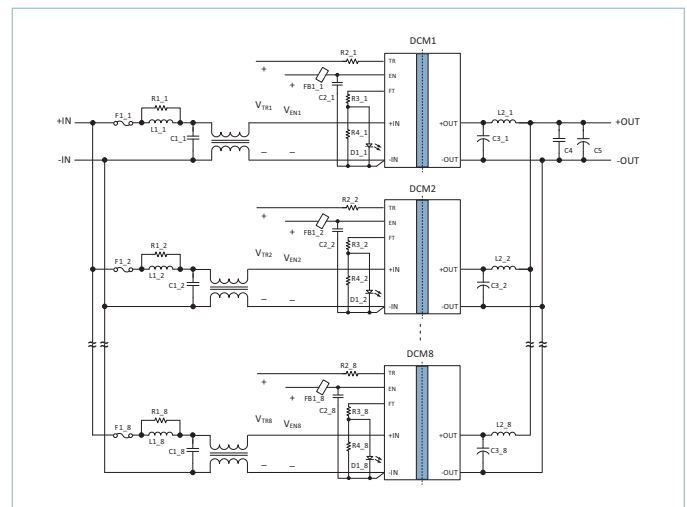 DCM1
R2_1
TR
+
EN
+
FB1_1
C2_1
FT
R3_1
R1_1
F1_1
+IN
L1_1
VTR1
VEN1
+IN
+OUT
L2_1
+OUT
C1_1
R4_1
C3_1
C4
C5
-IN
D1_1
-IN
-OUT
-OUT
– –
DCM2
R2_2
TR
+
EN
+
FB1_2
C2_2
FT
R3_2
R1_2
F1_2
L1_2
VTR2
VEN2
+IN
+OUT
L2_2
C1_2
R4_2
C3_2
D1_2
-IN
-OUT
– –
DCM8
R2_8
TR
+
EN
+
FB1_8
C2_8
FT
R3_8
R1_8
F1_8
L1_8
VTR8
VEN8
+IN
+OUT
L2_8
C1_8
R4_8
C3_8
D1_8
-IN
-OUT
– –